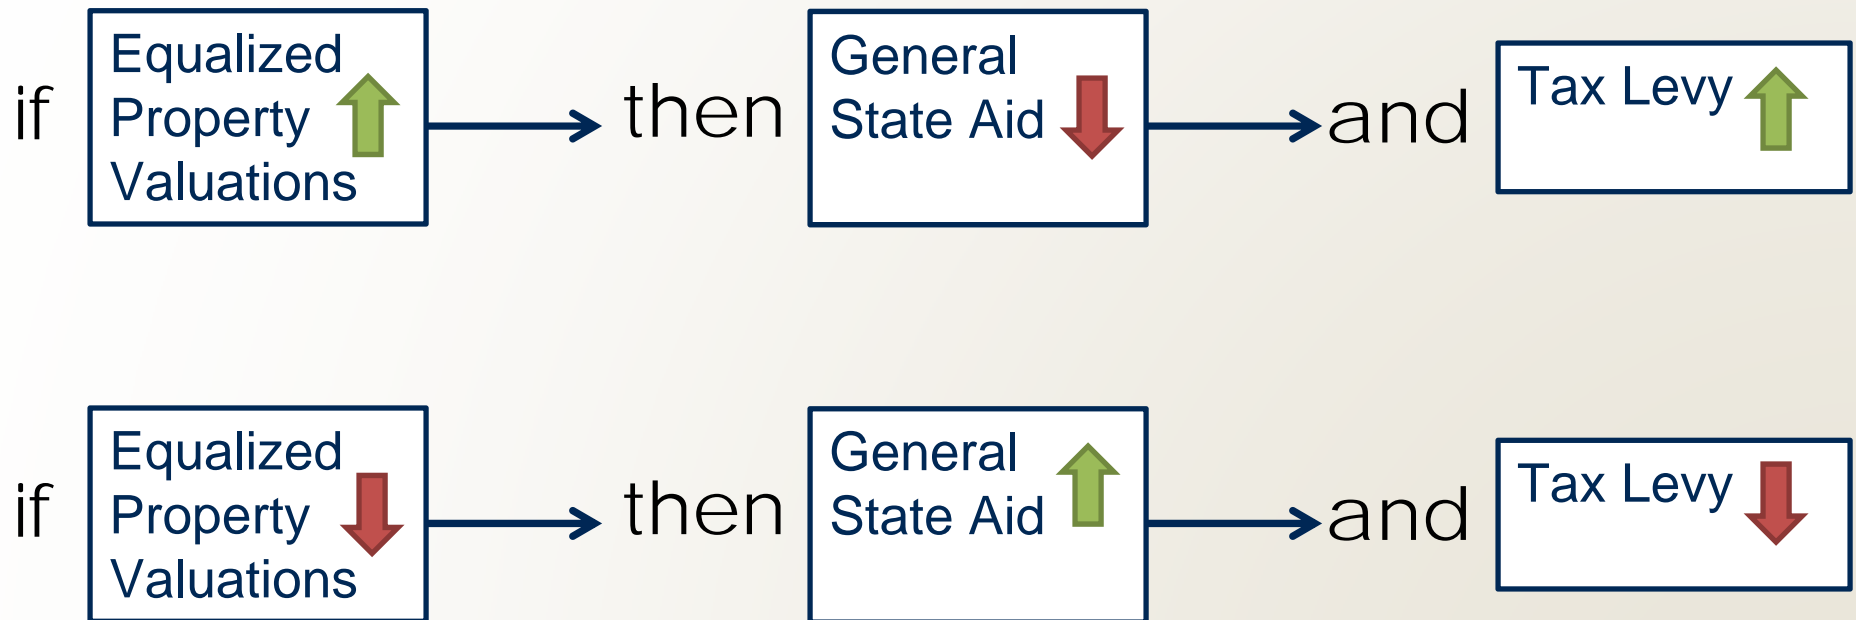 if
Equalized
Property
Valuations
then
General
State Aid
and
Tax Levy
if
Equalized
Property
Valuations
then
General
State Aid
and
Tax Levy